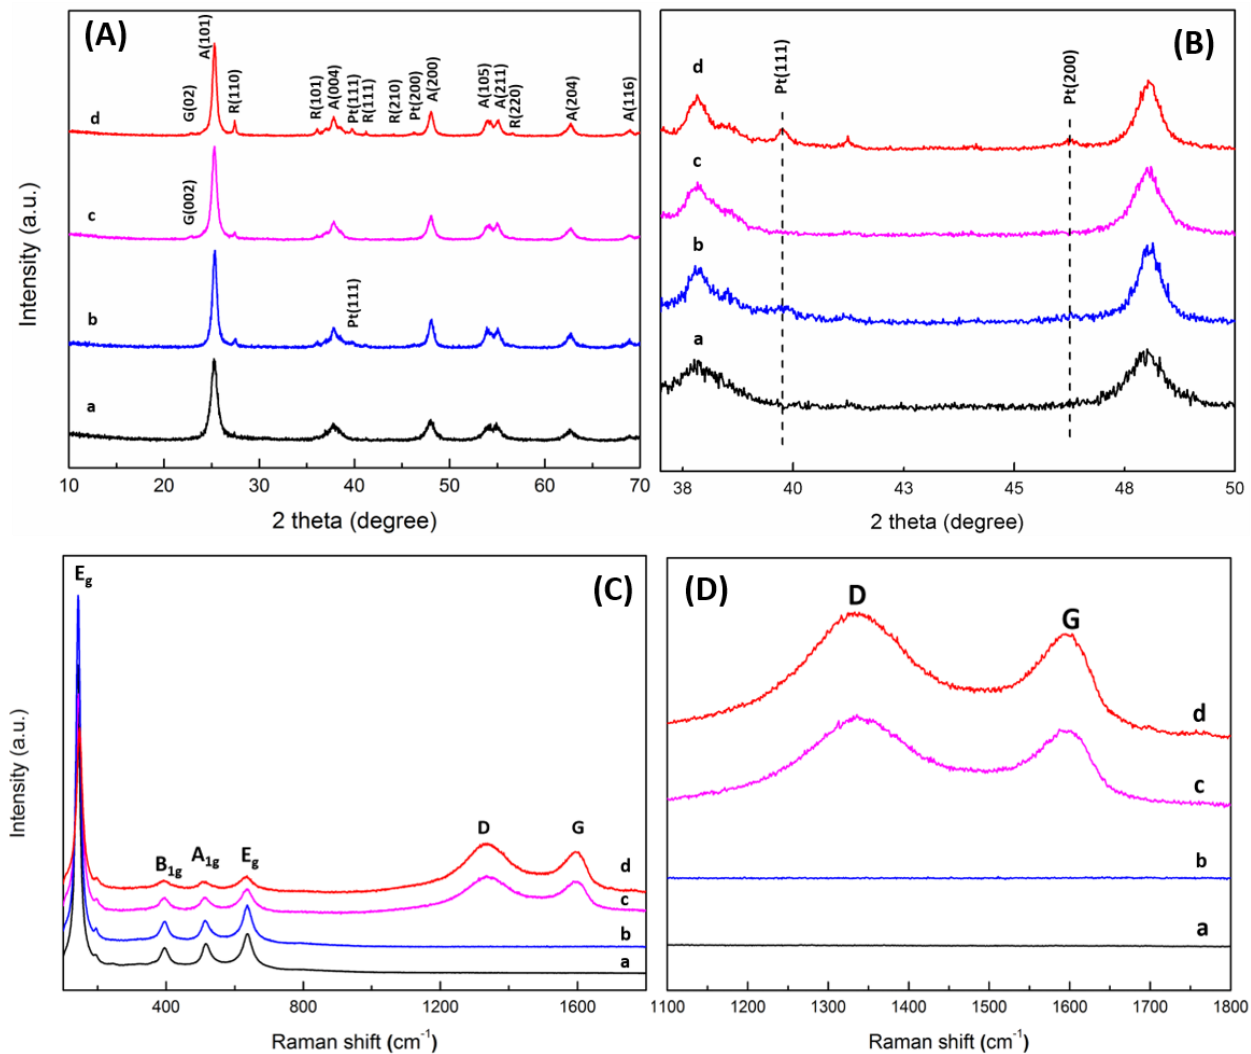 (A)
A(101)
G(02)
R(110)
R(101)
A(004)
Pt(111)
R(111)
R(210)
Pt(200)
A(200)
A(105)
A(211)
R(220)
A(204)
A(116)
d
G(002)
c
Pt(111)
b
a
Intensity (a.u.)
10 20 30 40 50 60 70
2 theta (degree)
(B)
Pt(111)
Pt(200)
d
c
b
a
38 40 43 45 48 50
2 theta (degree)
(C)
Eg
B1g
A1g
Eg
D
G
d
c
b
a
Intensity (a.u.)
400 800 1200 1600
Raman shift (cm-1)
(D)
D
G
d
c
b
a
1100 1200 1300 1400 1500 1600 1700 1800
Raman shift (cm-1)